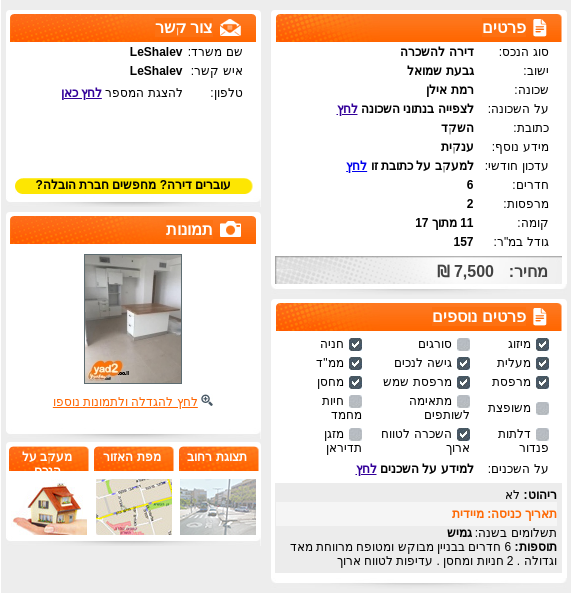 פרטים
סוג הנכס: דירה להשכרה
ישוב: גבעת שמואל
שכונה: רמת אילן
על השכונה: לצפייה בנתוני השכונה לחץ
כתובת: השקד
מידע נוסף: ענקית
עדכון חודשי: למעקב על כתובת זו לחץ
חדרים: 6
מרפסות: 2
קומה: 11 מתוך 17
גודל במ"ר: 157
מחיר: 7,500 ₪
פרטים נוספים
מיזוג סורגים חניה
מעלית גישה לנכים ממ"ד
מרפסת מרפסת שמש מחסן
משופצת מתאימה לשותפים חיות מחמד
דלתות פנדור השכרה לטווח ארוך מזגן תדיראן
על השכנים: למידע על השכנים לחץ
ריהוט: לא
תאריך כניסה: מיידית
תשלומים בשנה: גמיש
תוספות: 6 חדרים בבניין מבוקש ומטופח מרווחת מאד
וגדולה . 2 חניות ומחסן . עדיפות לטווח ארוך
צור קשר
שם משרד: LeShalev
איש קשר: LeShalev
טלפון: להצגת המספר לחץ כאן
עוברים דירה? מחפשים חברת הובלה?
תמונות
yad2
.co.il
לחץ להגדלה ולתמונות נוספו
תצוגת רחוב
מפת האזור
מעקב על
הנכס